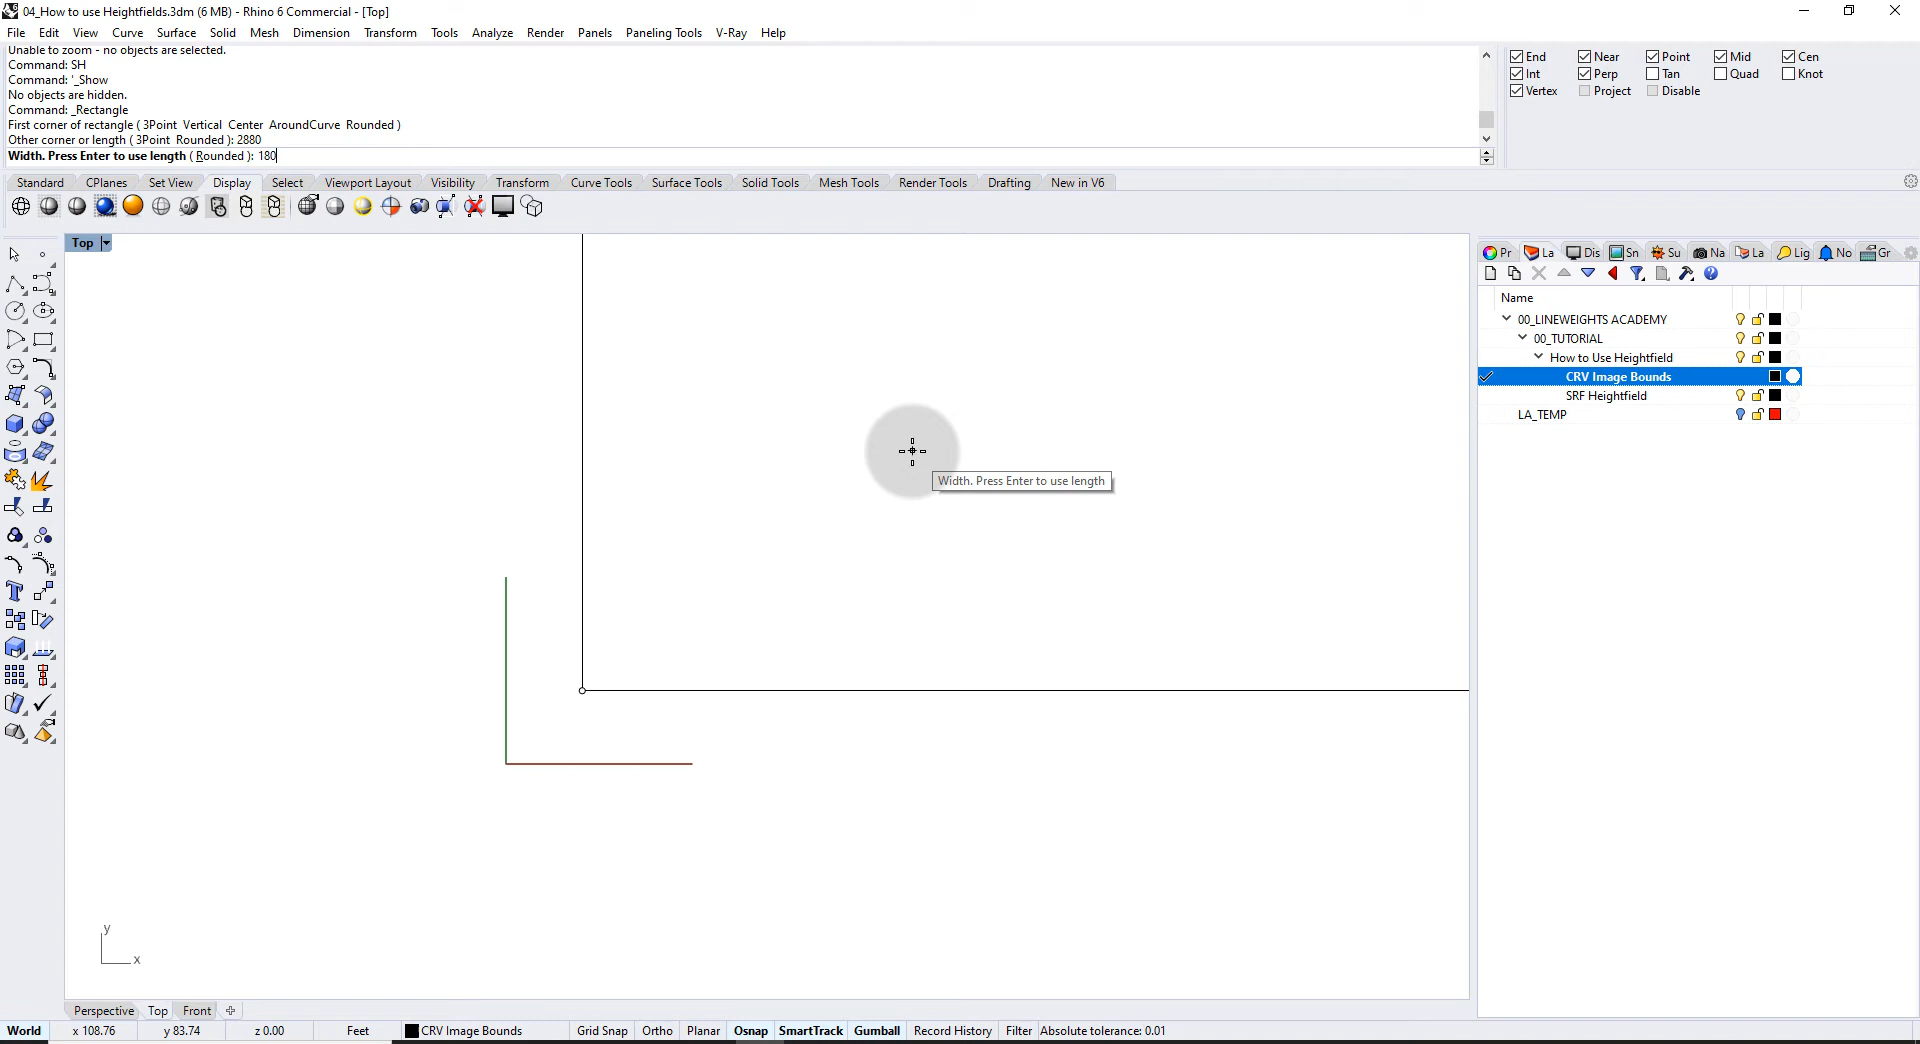 04_How to use Heightfields.3dm (6 MB) - Rhino 6 Commercial - [Top]
File Edit View Curve Surface Solid Mesh Dimension Transform Tools Analyze Render Panels Paneling Tools V-Ray Help
Unable to zoom - no objects are selected.
Command: SH
Command: '_Show
No objects are hidden.
Command: _Rectangle
First corner of rectangle ( 3Point Vertical Center AroundCurve Rounded )
Other corner or length ( 3Point Rounded ): 2880
Width. Press Enter to use length ( Rounded ): 180
End Near Point Mid Cen
Int Perp Tan Quad Knot
Vertex Project Disable
Standard CPlanes Set View Display Select Viewport Layout Visibility Transform Curve Tools Surface Tools Solid Tools Mesh Tools Render Tools Drafting New in V6
Top
Pr La Dis Sn Su Na La Lig No Gr
Name
00_LINEWEIGHTS ACADEMY
00_TUTORIAL
How to Use Heightfield
CRV Image Bounds
SRF Heightfield
LA_TEMP
Width. Press Enter to use length
y
x
Perspective Top Front
World x 108.76 y 83.74 z 0.00 Feet CRV Image Bounds Grid Snap Ortho Planar Osnap SmartTrack Gumball Record History Filter Absolute tolerance: 0.01